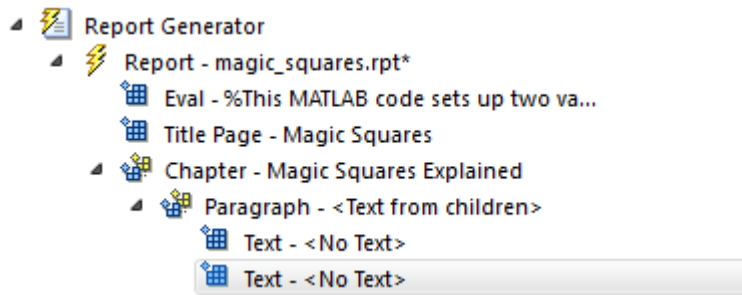 Report Generator
Report - magic_squares.rpt*
Eval - %This MATLAB code sets up two va...
Title Page - Magic Squares
Chapter - Magic Squares Explained
Paragraph - <Text from children>
Text - <No Text>
Text - <No Text>